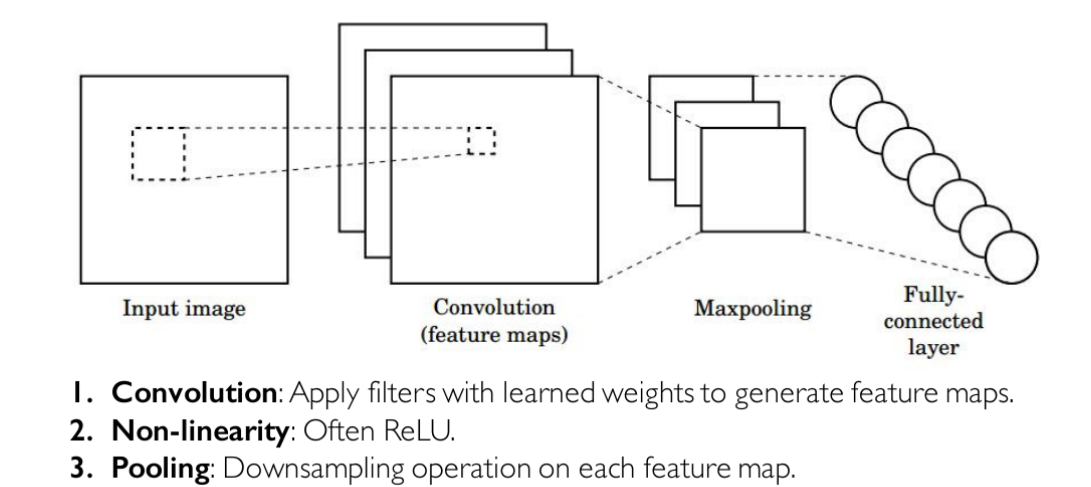 Input image
Convolution
(feature maps)
Maxpooling
Fully-
connected
layer
1. Convolution: Apply filters with learned weights to generate feature maps.
2. Non-linearity: Often ReLU.
3. Pooling: Downsampling operation on each feature map.